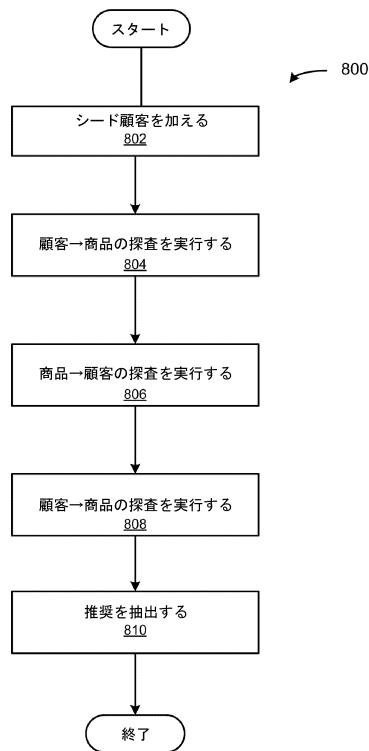 スタート
800
シード顧客を加える
802
顧客→商品の探査を実行する
804
商品→顧客の探査を実行する
806
顧客→商品の探査を実行する
808
推奨を抽出する
810
終了